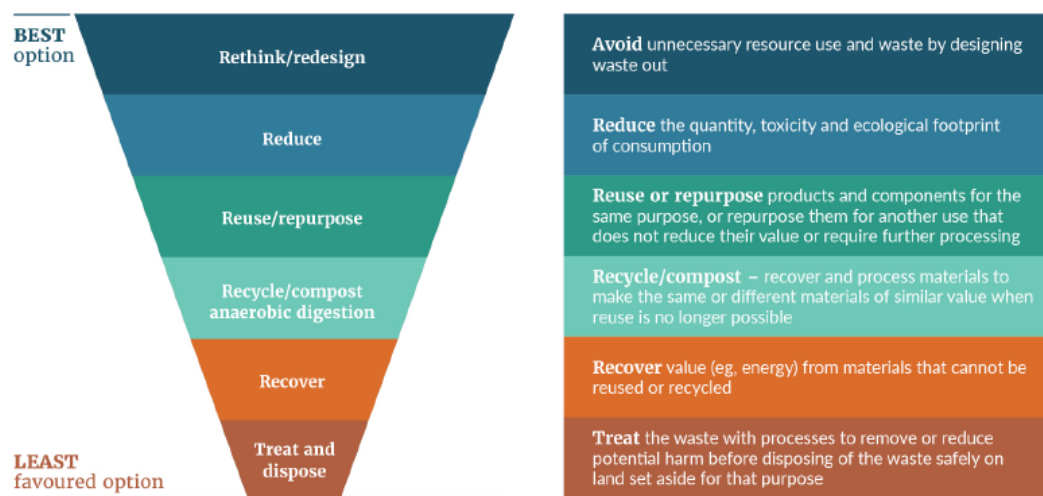 BEST
option
Rethink/redesign
Avoid unnecessary resource use and waste by designing
waste out
Reduce
Reduce the quantity, toxicity and ecological footprint
of consumption
Reuse/repurpose
Reuse or repurpose products and components for the
same purpose, or repurpose them for another use that
does not reduce their value or require further processing
Recycle/compost
anaerobic digestion
Recycle/compost – recover and process materials to
make the same or different materials of similar value when
reuse is no longer possible
Recover
Recover value (eg, energy) from materials that cannot be
reused or recycled
LEAST
favoured option
Treat and
dispose
Treat the waste with processes to remove or reduce
potential harm before disposing of the waste safely on
land set aside for that purpose